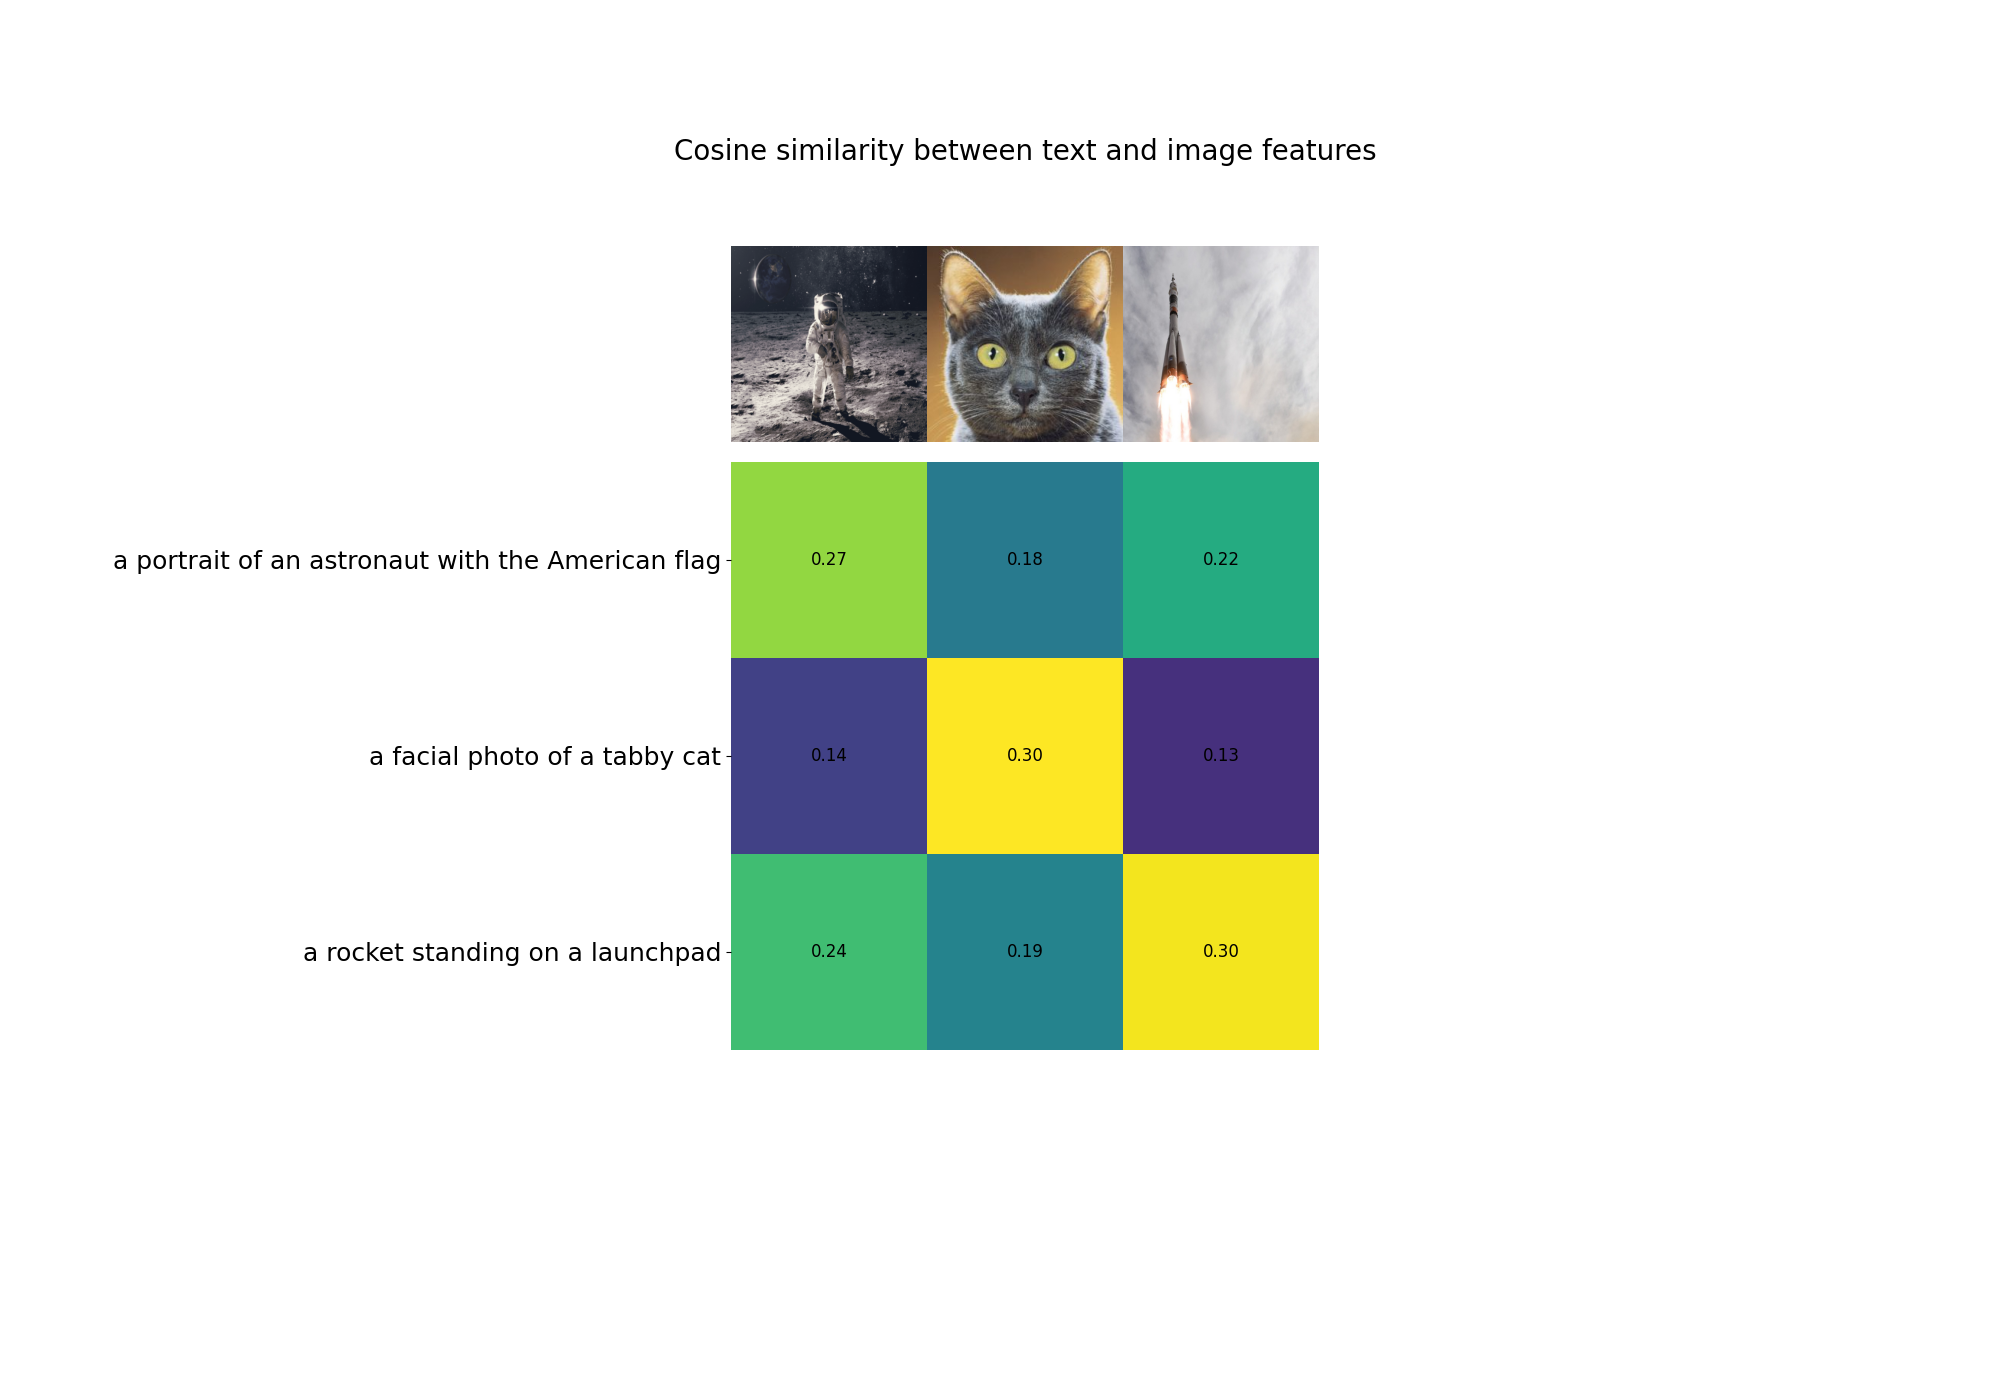 Cosine similarity between text and image features
a portrait of an astronaut with the American flag
0.27 0.18 0.22
a facial photo of a tabby cat
0.14 0.30 0.13
a rocket standing on a launchpad
0.24 0.19 0.30